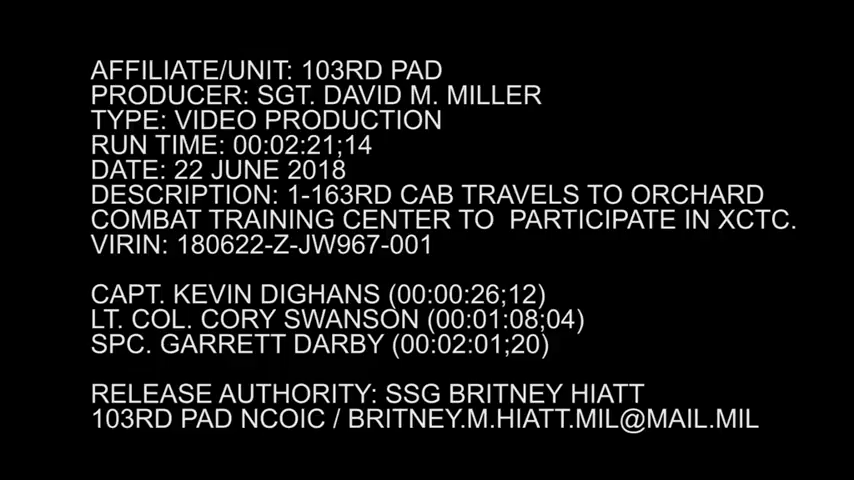 AFFILIATE/UNIT: 103RD PAD
PRODUCER: SGT. DAVID M. MILLER
TYPE: VIDEO PRODUCTION
RUN TIME: 00:02:21;14
DATE: 22 JUNE 2018
DESCRIPTION: 1-163RD CAB TRAVELS TO ORCHARD
COMBAT TRAINING CENTER TO  PARTICIPATE IN XCTC.
VIRIN: 180622-Z-JW967-001
CAPT. KEVIN DIGHANS (00:00:26;12)
LT. COL. CORY SWANSON (00:01:08;04)
SPC. GARRETT DARBY (00:02:01;20)
RELEASE AUTHORITY: SSG BRITNEY HIATT
103RD PAD NCOIC / BRITNEY.M.HIATT.MIL@MAIL.MIL